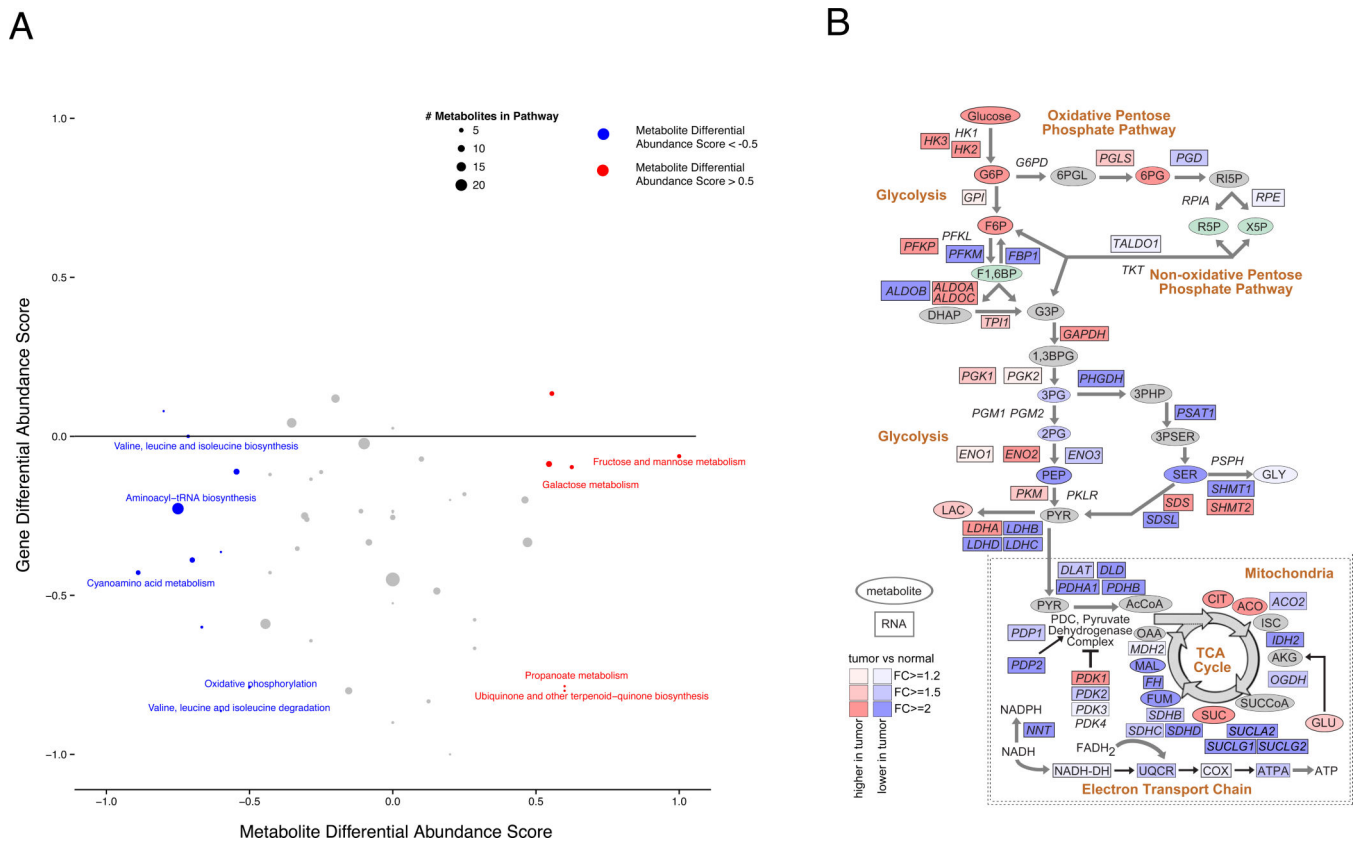 A
B
Gene Differential Abundance Score
Metabolite Differential Abundance Score
1.0
0.5
0.0
−0.5
−1.0
−1.0
−0.5
0.0
0.5
1.0
# Metabolites in Pathway
5
10
15
20
Metabolite Differential
Abundance Score < -0.5
Metabolite Differential
Abundance Score > 0.5
Valine, leucine and isoleucine biosynthesis
Aminoacyl−tRNA biosynthesis
Cyanoamino acid metabolism
Oxidative phosphorylation
Valine, leucine and isoleucine degradation
Fructose and mannose metabolism
Galactose metabolism
Propanoate metabolism
Ubiquinone and other terpenoid−quinone biosynthesis
Glucose
Oxidative Pentose
Phosphate Pathway
HK3
HK1
HK2
G6P
G6PD
6PGL
PGLS
6PG
PGD
RI5P
Glycolysis
GPI
RPIA
RPE
F6P
R5P
X5P
PFKP
PFKL
PFKM
FBP1
TALDO1
TKT
F1,6BP
Non-oxidative Pentose
Phosphate Pathway
ALDOB
ALDOA
ALDOC
DHAP
TPI1
G3P
GAPDH
1,3BPG
PGK1
PGK2
PHGDH
3PG
3PHP
PGM1
PGM2
PSAT1
Glycolysis
2PG
3PSER
ENO1
ENO2
ENO3
PEP
SER
PSPH
GLY
PKM
PKLR
SDS
SHMT1
SHMT2
SDSL
LAC
PYR
LDHA
LDHB
LDHD
LDHC
Mitochondria
DLAT
DLD
PDHA1
PDHB
PYR
AcCoA
CIT
ACO
ACO2
PDC, Pyruvate
Dehydrogenase
Complex
PDP1
PDP2
OAA
ISC
MDH2
IDH2
TCA
Cycle
MAL
AKG
FH
OGDH
PDK1
PDK2
PDK3
PDK4
FUM
SUCCoA
SDHB
SUC
GLU
SDHC
SDHD
SUCLA2
SUCLG1
SUCLG2
NADPH
NNT
NADH
FADH2
NADH-DH
UQCR
COX
ATPA
ATP
Electron Transport Chain
metabolite
RNA
tumor vs normal
FC>=1.2
FC>=1.5
FC>=2
higher in tumor
lower in tumor